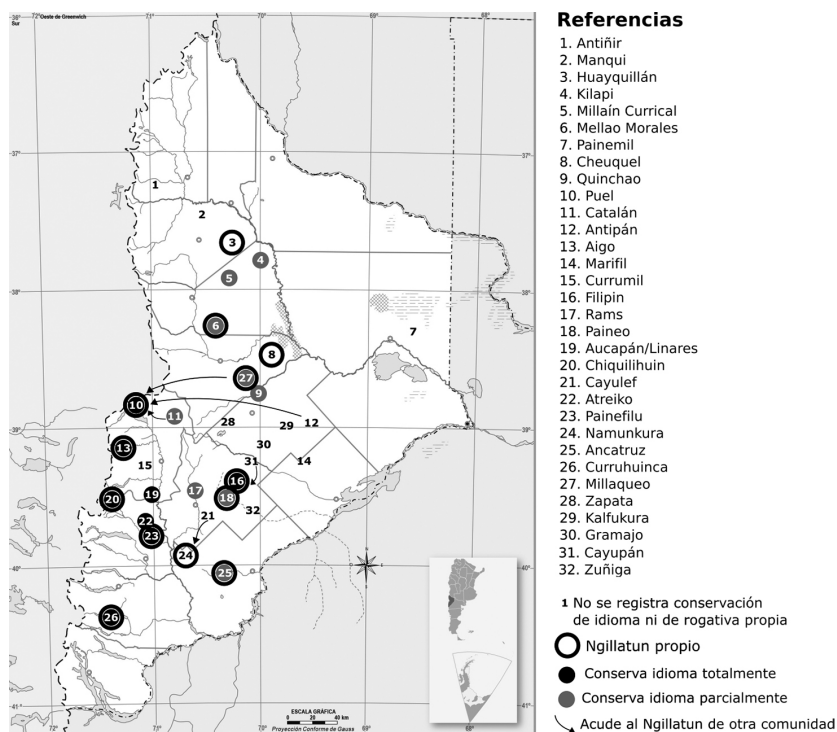 72° Oeste de Greenwich 71° 70° 69° 68°
36°
Sur
37° 37°
38° 38°
39° 39°
40° 40°
41° 41°
72° 71° 70° 69° 68°
1
2
3
4
5
6
7
8
27
9
10
11
28
29
12
13
30
15
31
14
16
20
19
17
18
22
21
32
23
24
25
26
N
E
ESCALA GRÁFICA
0 20 40 km
Proyección Conforme de Gauss
Referencias
1. Antiñir
2. Manqui
3. Huayquillán
4. Kilapi
5. Millaín Currical
6. Mellao Morales
7. Painemil
8. Cheuquel
9. Quinchao
10. Puel
11. Catalán
12. Antipán
13. Aigo
14. Marifil
15. Currumil
16. Filipin
17. Rams
18. Paineo
19. Aucapán/Linares
20. Chiquilihuin
21. Cayulef
22. Atreiko
23. Painefilu
24. Namunkura
25. Ancatruz
26. Curruhuinca
27. Millaqueo
28. Zapata
29. Kalfukura
30. Gramajo
31. Cayupán
32. Zuñiga
1 No se registra conservación
de idioma ni de rogativa propia
Ngillatun propio
Conserva idioma totalmente
Conserva idioma parcialmente
Acude al Ngillatun de otra comunidad